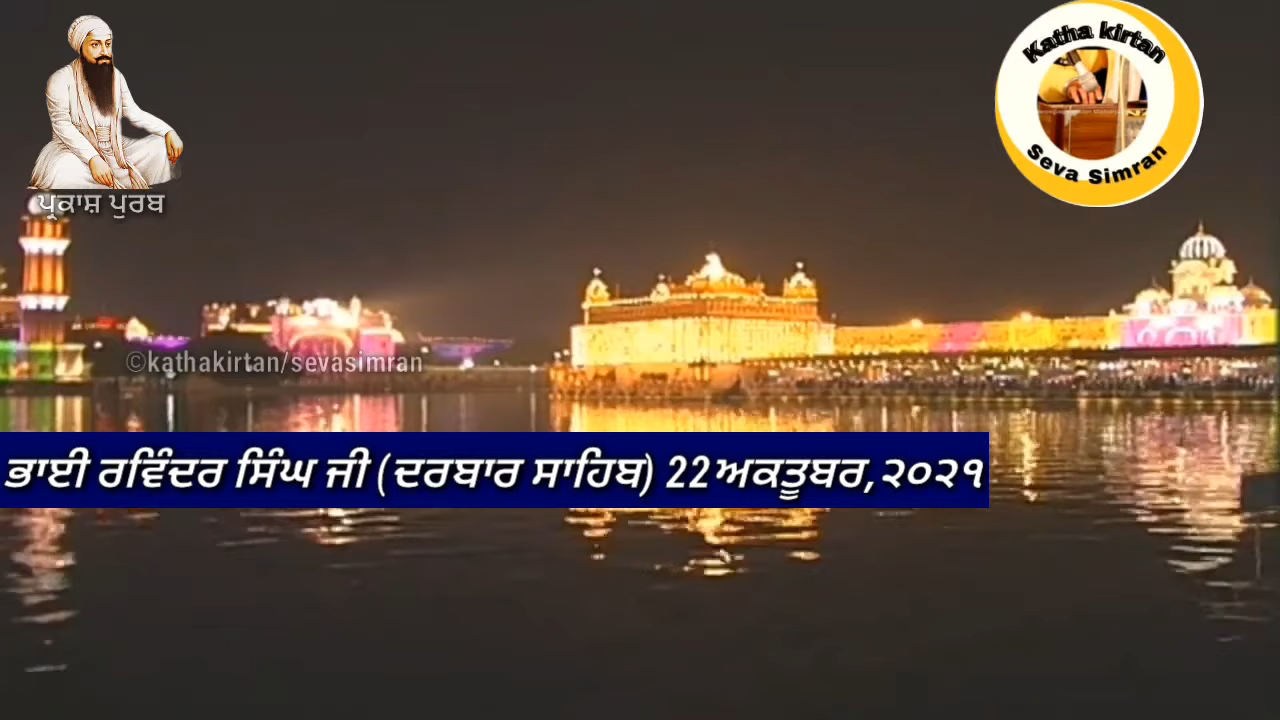 Katha kirtan
Seva Simran
ਪ੍ਰਕਾਸ਼ ਪੁਰਬ
©kathakirtan/sevasimran
ਭਾਈ ਰਵਿੰਦਰ ਸਿੰਘ ਜੀ (ਦਰਬਾਰ ਸਾਹਿਬ) 22ਅਕਤੂਬਰ,੨੦੨੧